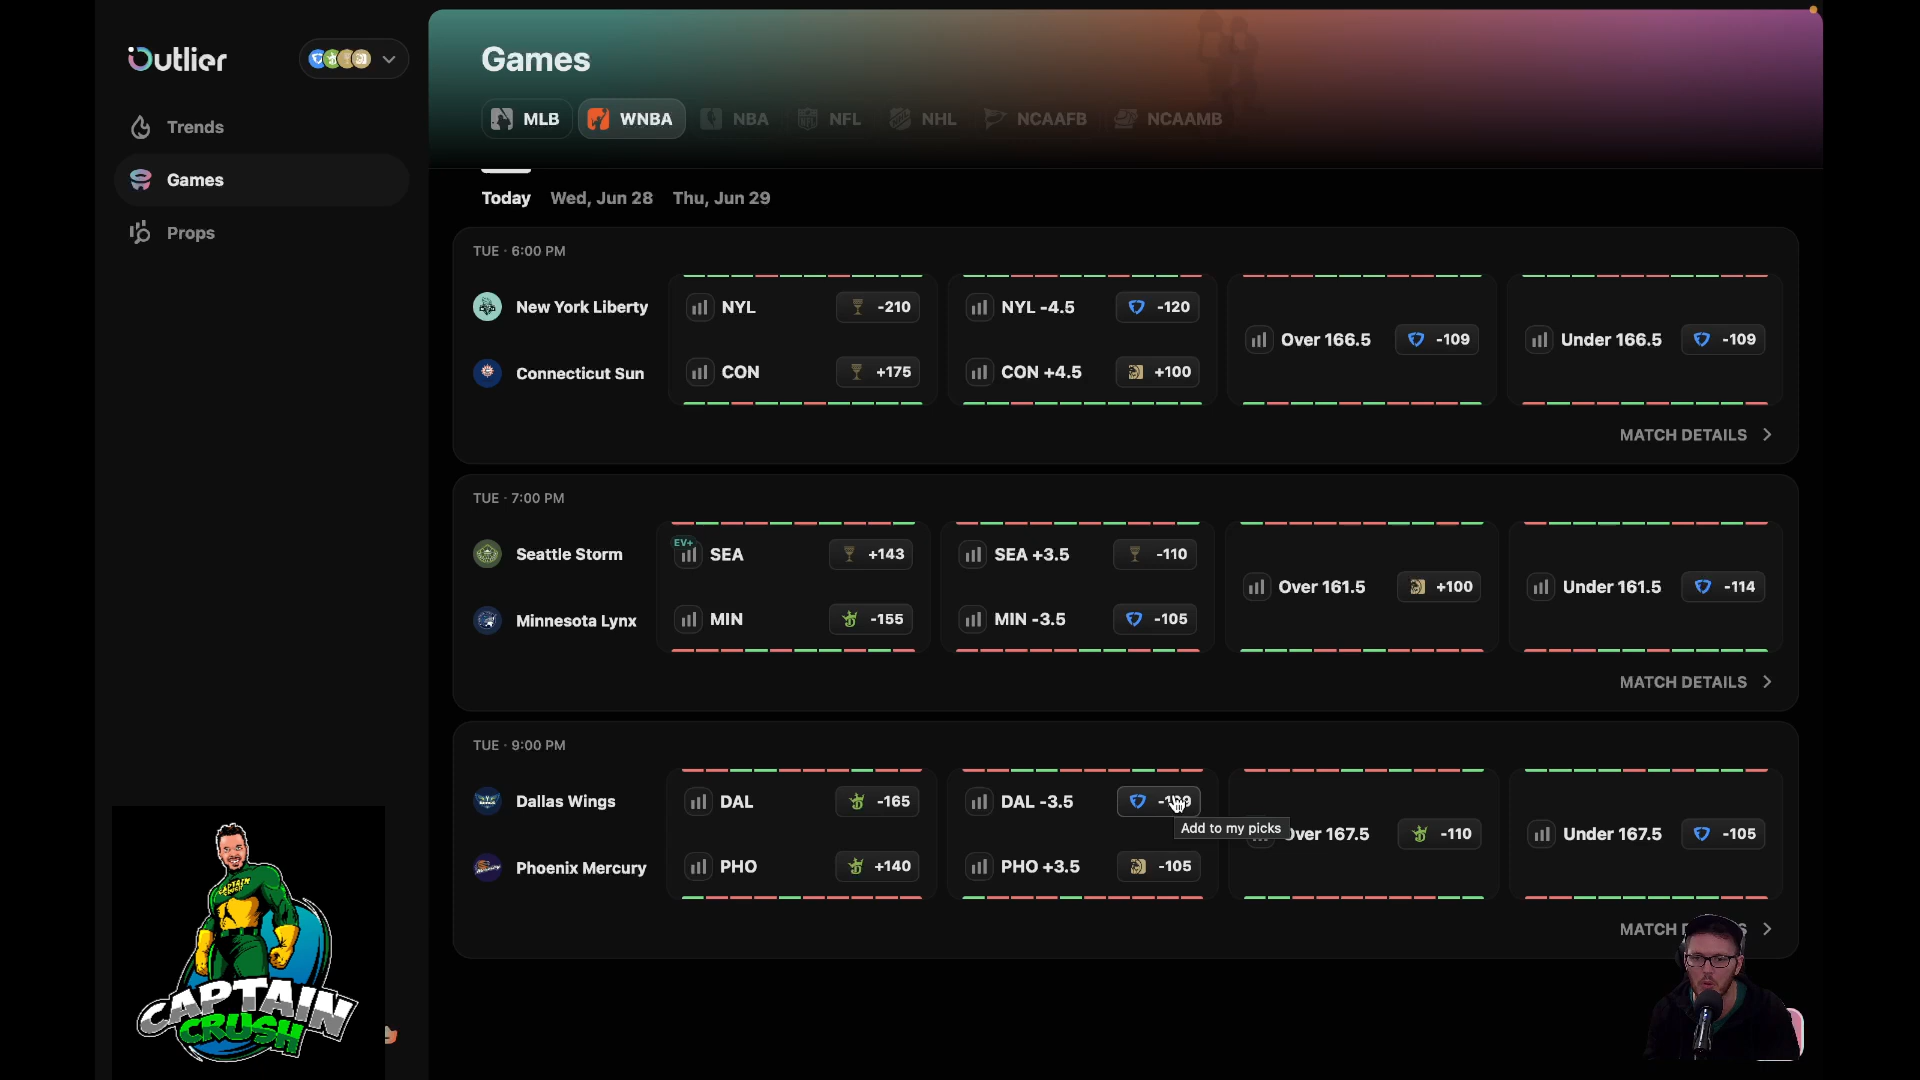 Outlier
Games
MLB WNBA NBA NFL NHL NCAAFB NCAAMB
Trends
Games
Props
Today Wed, Jun 28 Thu, Jun 29
TUE · 6:00 PM
New York Liberty NYL -210 NYL -4.5 -120
Over 166.5 -109 Under 166.5 -109
Connecticut Sun CON +175 CON +4.5 +100
MATCH DETAILS
TUE · 7:00 PM
EV+
Seattle Storm SEA +143 SEA +3.5 -110
Over 161.5 +100 Under 161.5 -114
Minnesota Lynx MIN -155 MIN -3.5 -105
MATCH DETAILS
TUE · 9:00 PM
Dallas Wings DAL -165 DAL -3.5
Add to my picks
Over 167.5 -110 Under 167.5 -105
Phoenix Mercury PHO +140 PHO +3.5 -105
MATCH
CAPTAIN
CAPTAIN
CRUSH
CRUSH